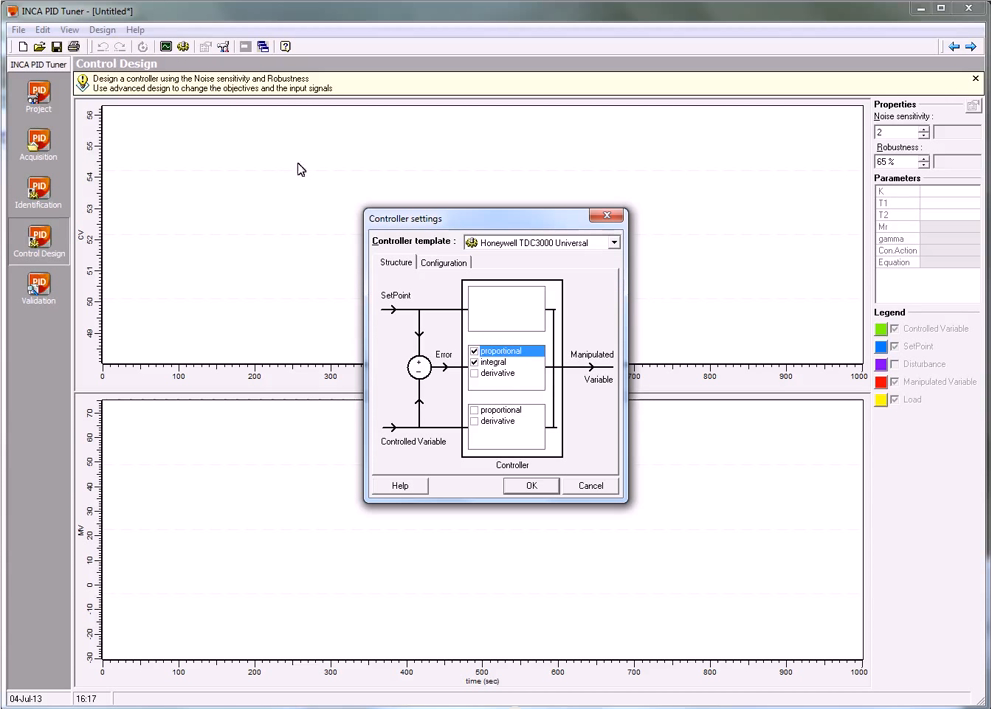 INCA PID Tuner - [Untitled*]
File Edit View Design Help
INCA PID Tuner
Control Design
Design a controller using the Noise sensitivity and Robustness
Use advanced design to change the objectives and the input signals
PID
Project
PID
Acquisition
PID
Identification
PID
Control Design
PID
Validation
CV
56
55
54
53
52
51
50
49
0 100 200 300 400 500 600 700 800 900 1000
MV
70
60
50
40
30
20
10
0
-10
-20
-30
0 100 200 300 400 500 600 700 800 900 1000
time (sec)
Controller settings
Controller template :
Honeywell TDC3000 Universal
Structure
Configuration
SetPoint
Error
proportional
integral
derivative
Manipulated
Variable
proportional
derivative
Controlled Variable
Controller
Help
OK
Cancel
Properties
Noise sensitivity :
2
Robustness :
65 %
Parameters
K
T1
T2
Mr
gamma
Con.Action
Equation
Legend
Controlled Variable
SetPoint
Disturbance
Manipulated Variable
Load
04-Jul-13
16:17